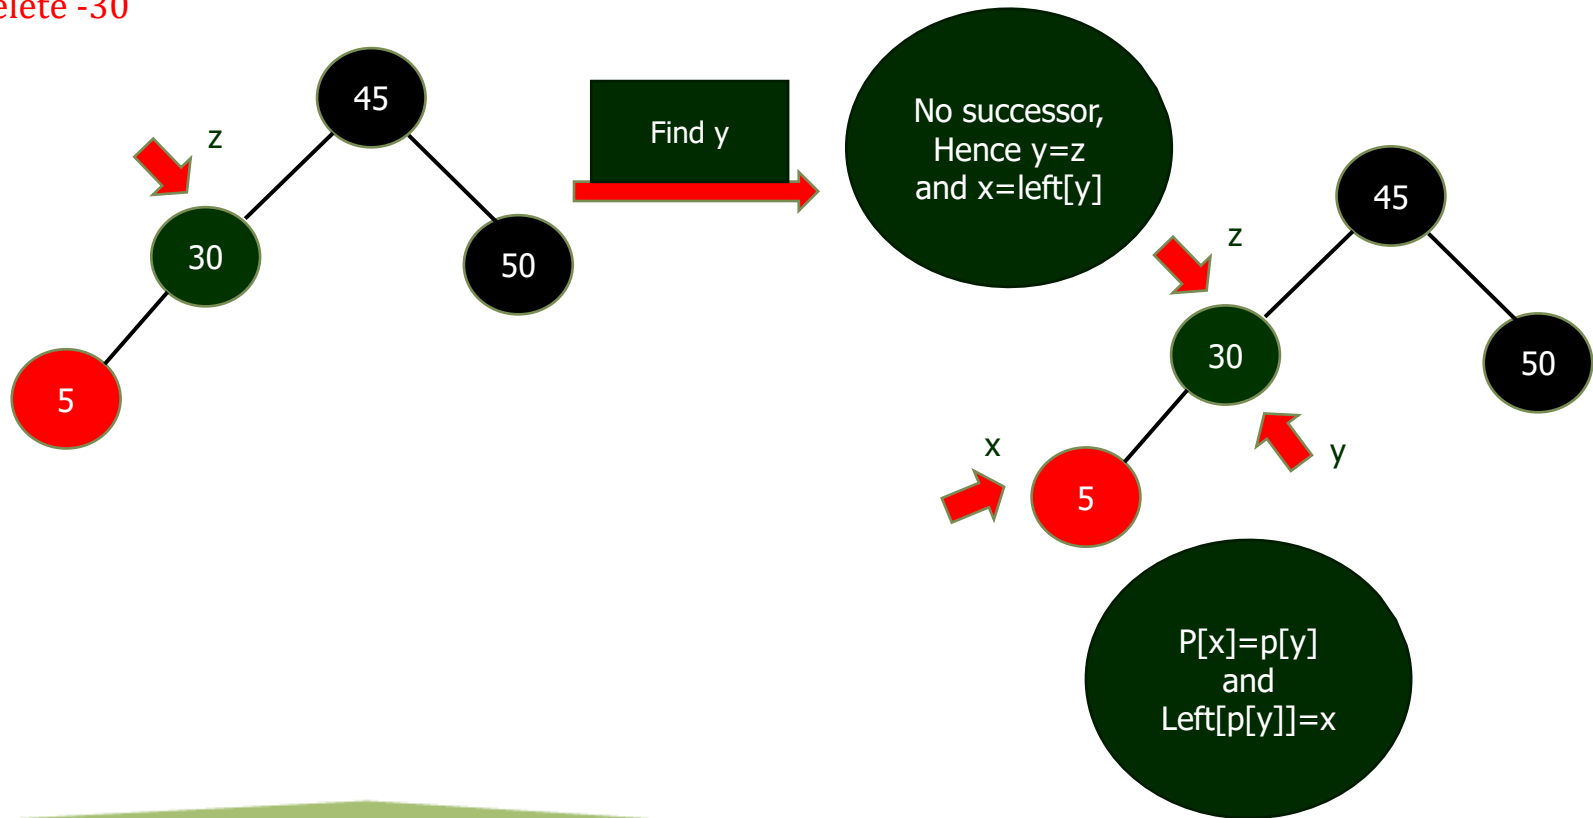 elete -30
45
z
30
50
5
Find y
No successor,
Hence y=z
and x=left[y]
45
z
30
50
x
y
5
P[x]=p[y]
and
Left[p[y]]=x